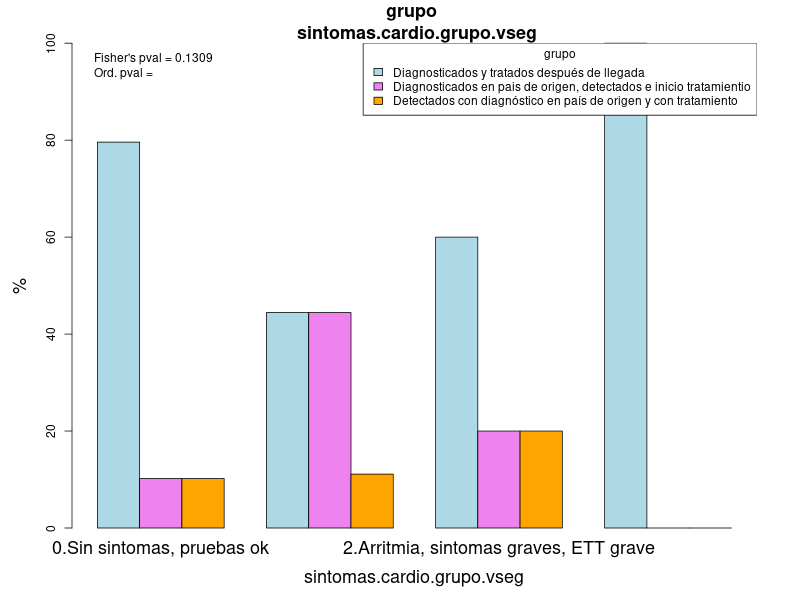 grupo
sintomas.cardio.grupo.vseg
Fisher's pval = 0.1309
Ord. pval =
grupo
Diagnosticados y tratados después de llegada
Diagnosticados en pais de origen, detectados e inicio tratamientio
Detectados con diagnóstico en país de origen y con tratamiento
%
100
80
60
40
20
0
0.Sin sintomas, pruebas ok
2.Arritmia, sintomas graves, ETT grave
sintomas.cardio.grupo.vseg